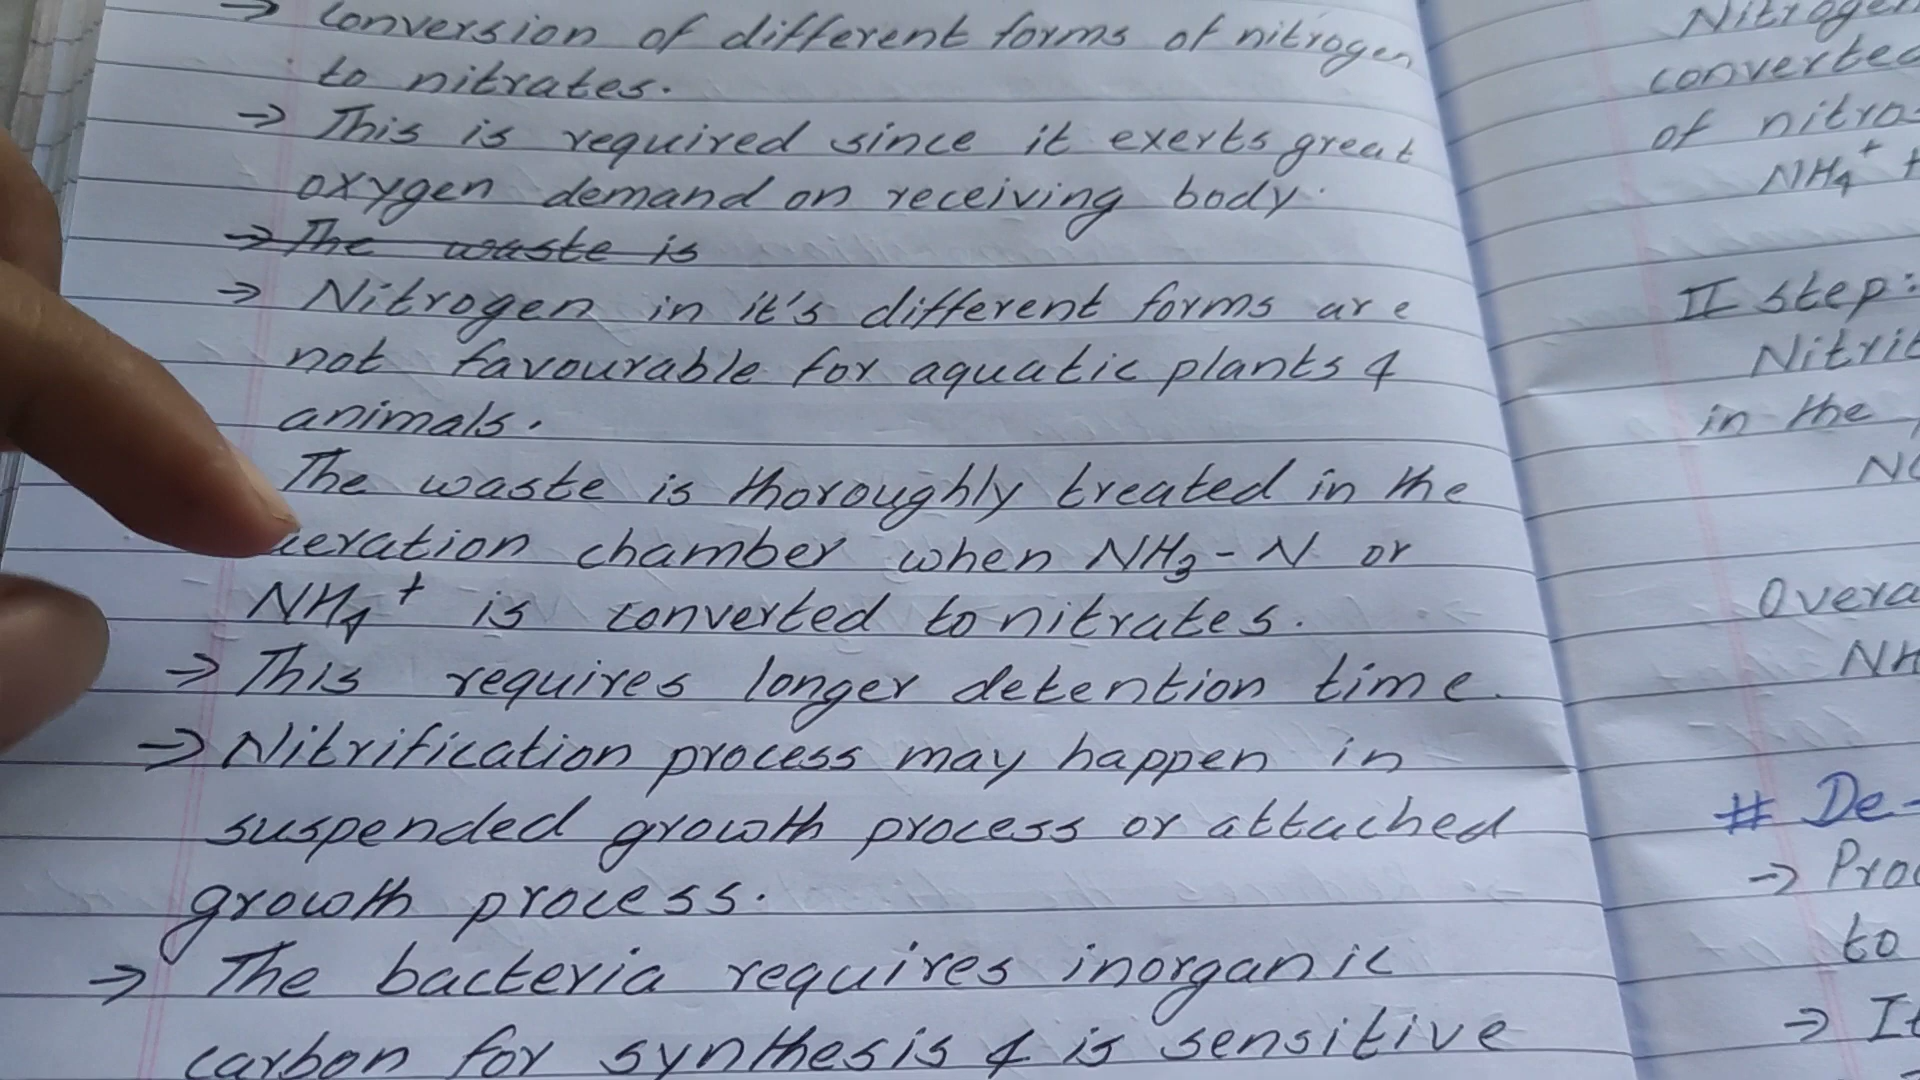 → Conversion of different forms of nitrogen
to nitrates.
→ This is required since it exerts great
oxygen demand on receiving body.
→ The waste is
→ Nitrogen in it's different forms are
not favourable for aquatic plants &
animals.
The waste is thoroughly treated in the
aeration chamber when NH₃-N or
NH₄⁺ is converted to nitrates.
→ This requires longer detention time.
→ Nitrification process may happen in
suspended growth process or attached
growth process.
→ The bacteria requires inorganic
carbon for synthesis & is sensitive
Nitrogen
converted
of
NH₄⁺ +
II step:
in the
# De-
→
to
→